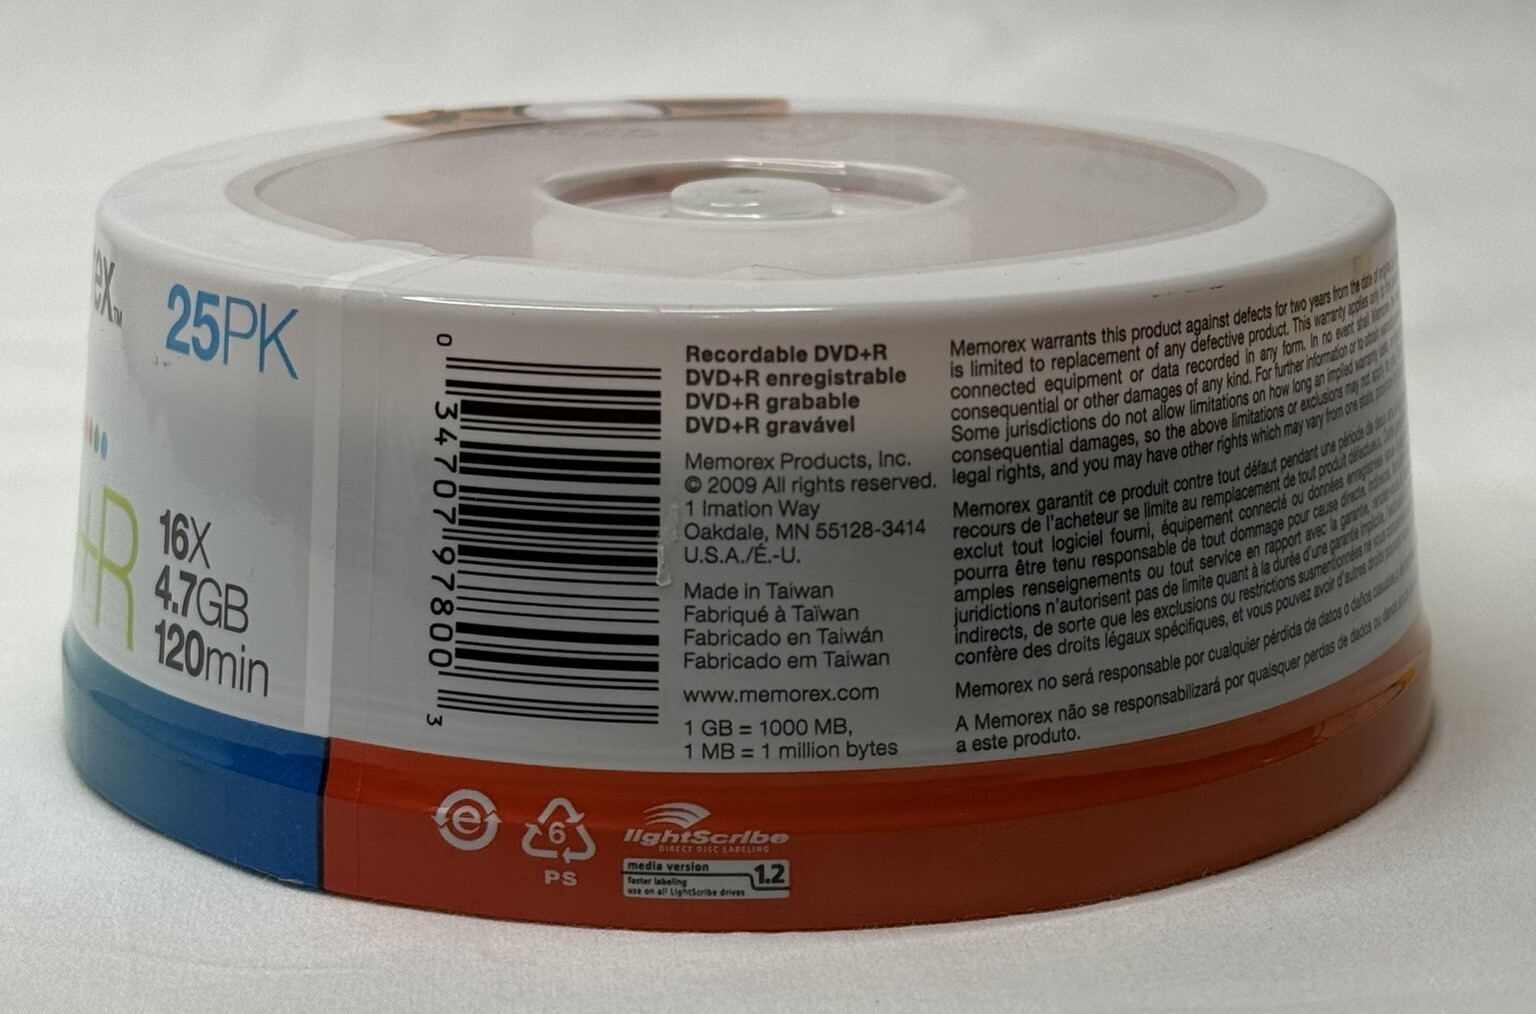 ex™
25PK
+R
16X
4.7GB
120min
0 34707 97800 3
Recordable DVD+R
DVD+R enregistrable
DVD+R grabable
DVD+R gravável
Memorex Products, Inc.
© 2009 All rights reserved.
1 Imation Way
Oakdale, MN 55128-3414
U.S.A./É.-U.
Made in Taiwan
Fabriqué à Taïwan
Fabricado en Taiwán
Fabricado em Taiwan
www.memorex.com
1 GB = 1000 MB,
1 MB = 1 million bytes
Memorex warrants this product against defects for two years from the date of
is limited to replacement of any defective product. This warranty applies only to the
connected equipment or data recorded in any form. In no event shall Memorex
consequential or other damages of any kind. For further information or to obtain
Some jurisdictions do not allow limitations on how long an implied warranty
consequential damages, so the above limitations or exclusions may not apply
legal rights, and you may have other rights which may vary from one state,
Memorex garantit ce produit contre tout défaut pendant une période de deux
recours de l'acheteur se limite au remplacement de tout produit défectueux.
exclut tout logiciel fourni, équipement connecté ou données enregistrées
pourra être tenu responsable de tout dommage pour cause directe, indirecte,
amples renseignements ou tout service en rapport avec la garantie,
juridictions n'autorisent pas de limite quant à la durée d'une garantie implicite,
indirects, de sorte que les exclusions ou restrictions susmentionnées ne vous
confère des droits légaux spécifiques, et vous pouvez avoir d'autres droits
Memorex no será responsable por cualquier pérdida de datos o daños
A Memorex não se responsabilizará por quaisquer perdas de dados ou danos
a este produto.
e
6
PS
lightScribe
DIRECT DISC LABELING
media version
1.2
faster labeling
use on all LightScribe drives